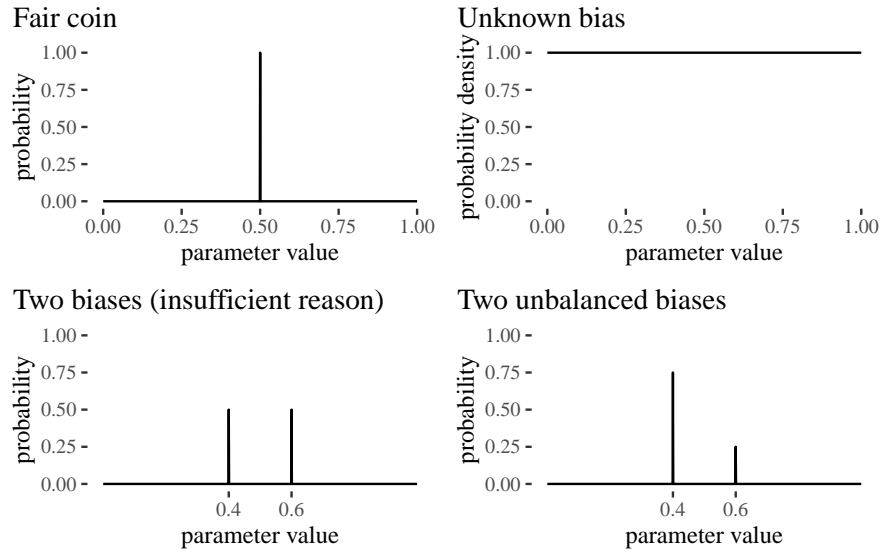 Fair coin
probability
1.00
0.75
0.50
0.25
0.00
0.00 0.25 0.50 0.75 1.00
parameter value
Unknown bias
probability density
1.00
0.75
0.50
0.25
0.00
0.00 0.25 0.50 0.75 1.00
parameter value
Two biases (insufficient reason)
probability
1.00
0.75
0.50
0.25
0.00
0.4 0.6
parameter value
Two unbalanced biases
probability
1.00
0.75
0.50
0.25
0.00
0.4 0.6
parameter value